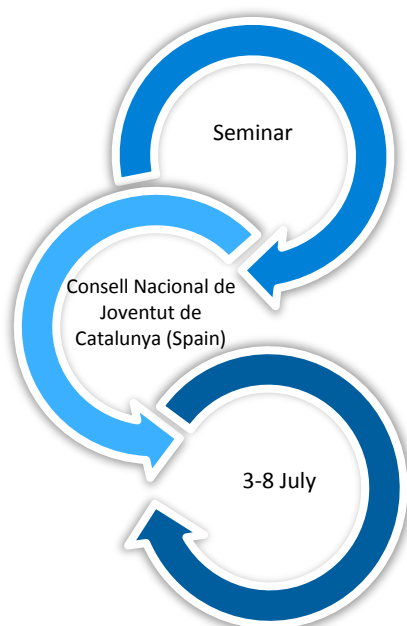 Seminar
Consell Nacional de
Joventut de
Catalunya (Spain)
3-8 July